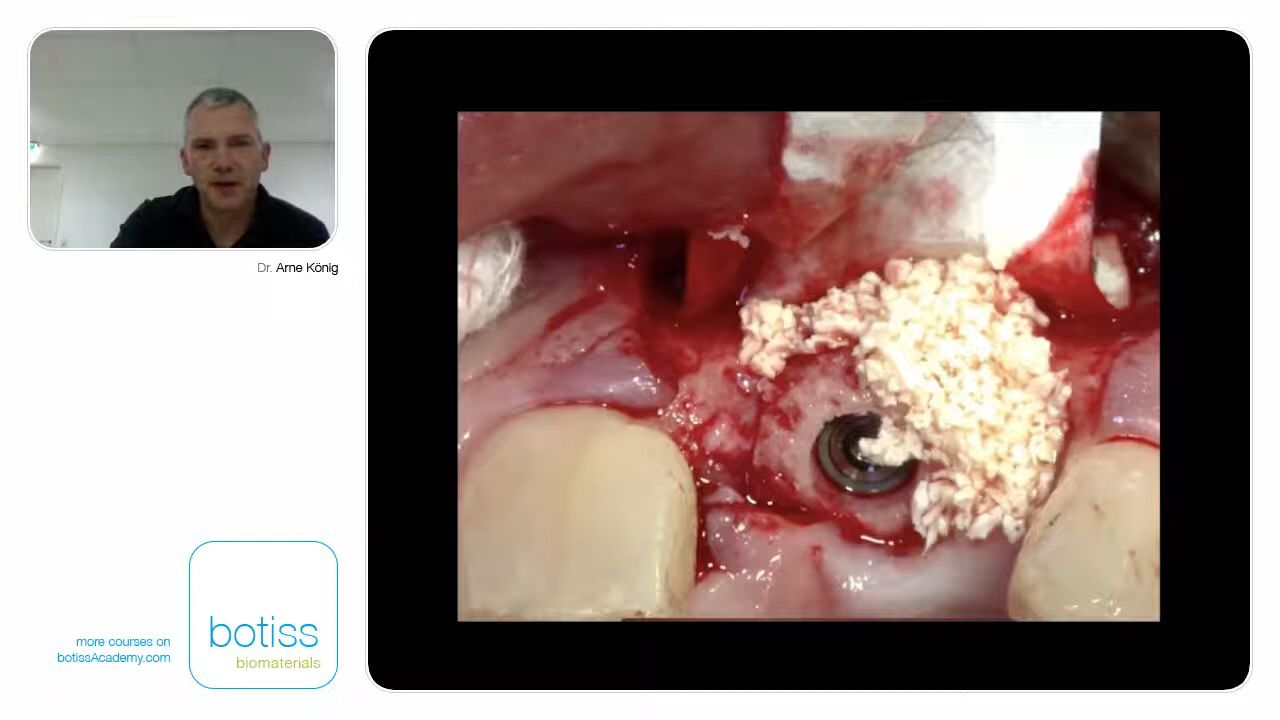 Dr. Arne König
more courses on
botissAcademy.com
botiss
biomaterials